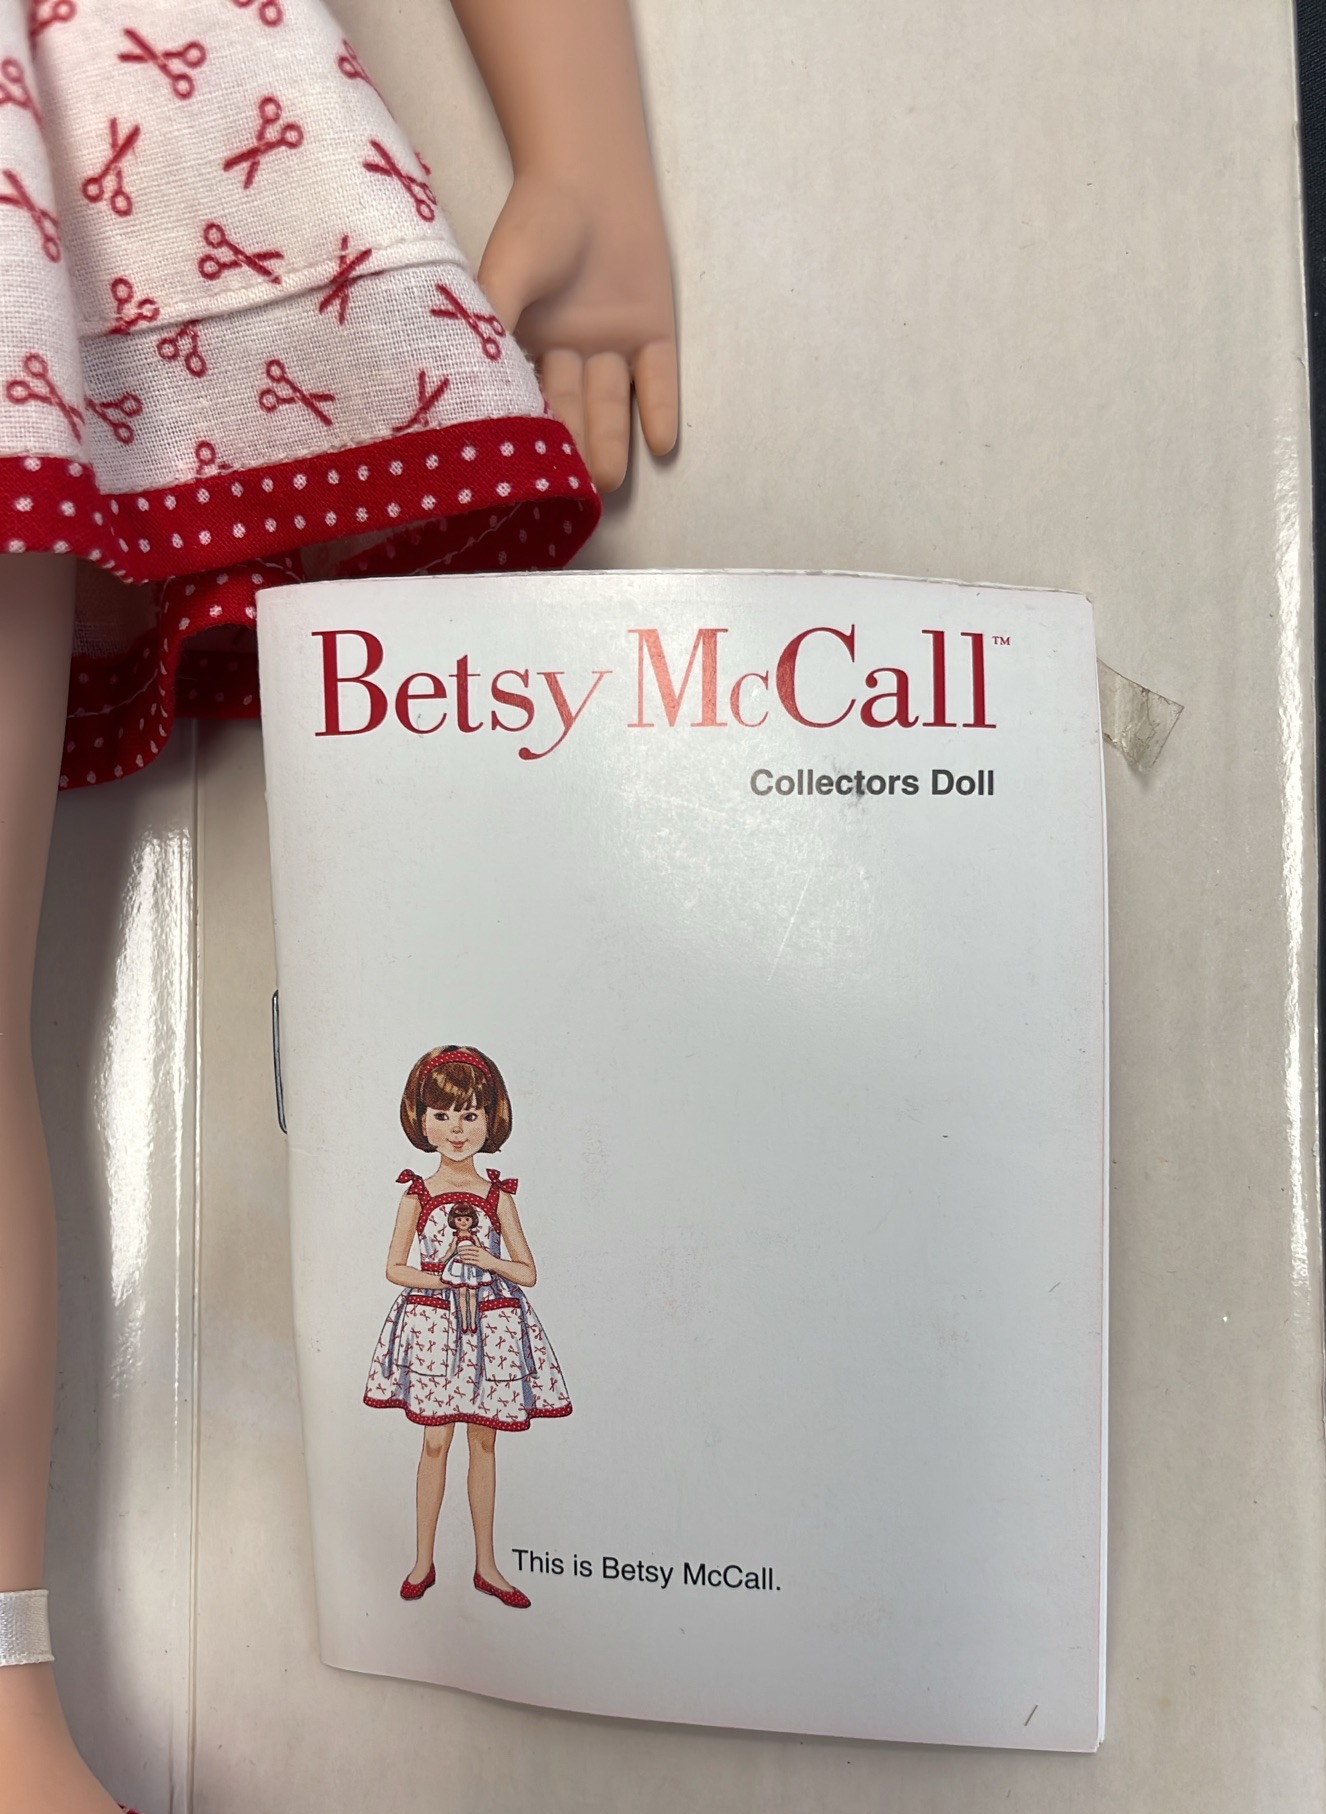 Betsy McCall™
Collectors Doll
This is Betsy McCall.